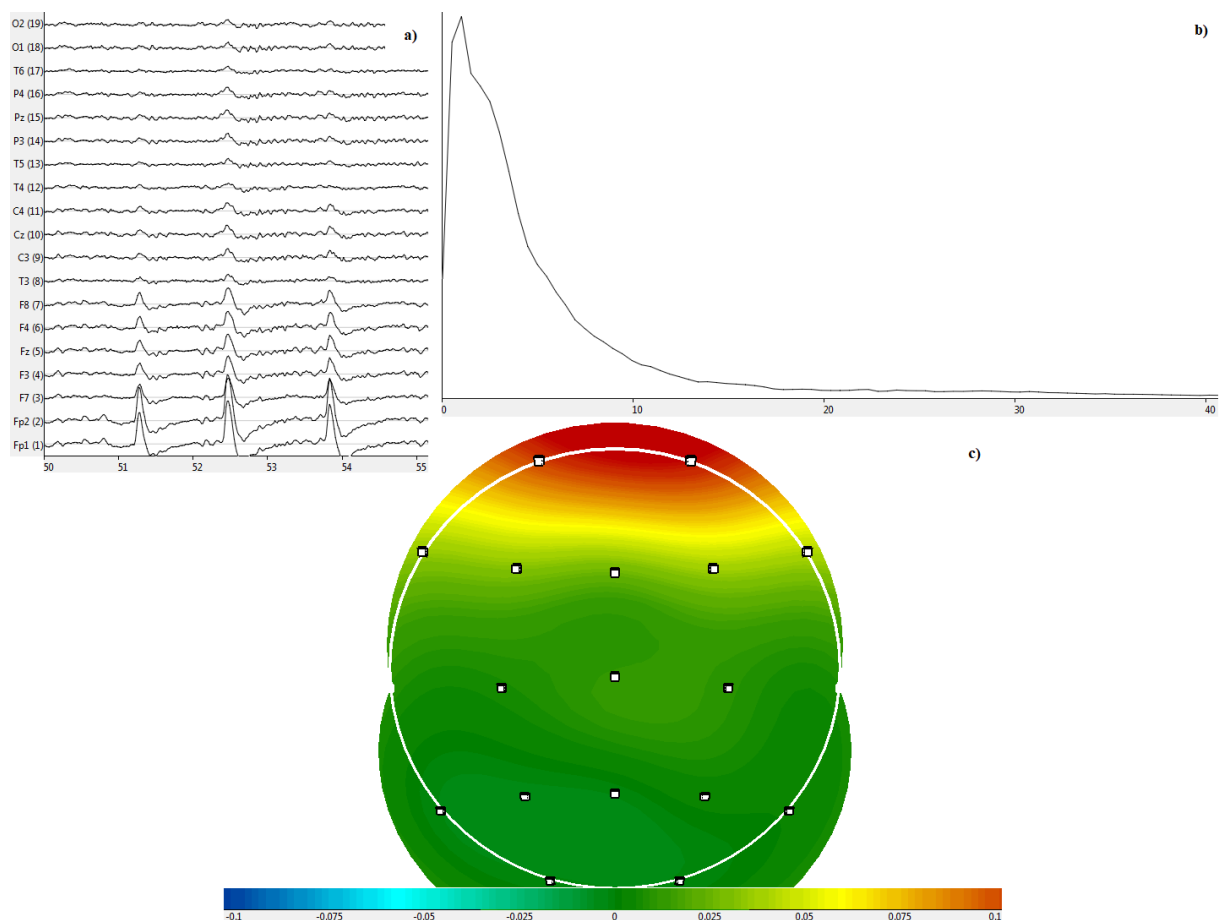 a)
O2 (19)
O1 (18)
T6 (17)
P4 (16)
Pz (15)
P3 (14)
T5 (13)
T4 (12)
C4 (11)
Cz (10)
C3 (9)
T3 (8)
F8 (7)
F4 (6)
Fz (5)
F3 (4)
F7 (3)
Fp2 (2)
Fp1 (1)
50 51 52 53 54 55
b)
0 10 20 30 40
c)
-0.1 -0.075 -0.05 -0.025 0 0.025 0.05 0.075 0.1